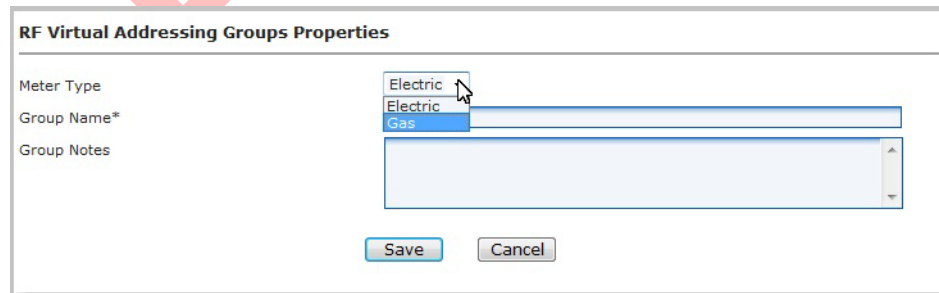 RF Virtual Addressing Groups Properties
Meter Type
Electric
Electric
Gas
Group Name*
Group Notes
Save Cancel